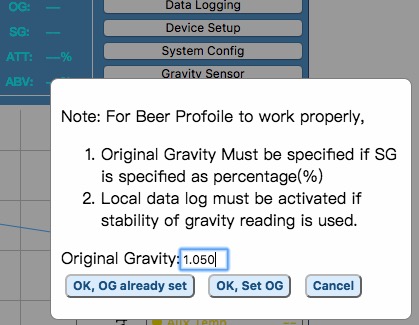 OG: —
Data Logging
SG: —
Device Setup
ATT: —%
System Config
ABV: —%
Gravity Sensor
Note: For Beer Profoile to work properly,
1. Original Gravity Must be specified if SG
is specified as percentage(%)
2. Local data log must be activated if
stability of gravity reading is used.
Original Gravity: 1.050
OK, OG already set
OK, Set OG
Cancel
Aux Temp --